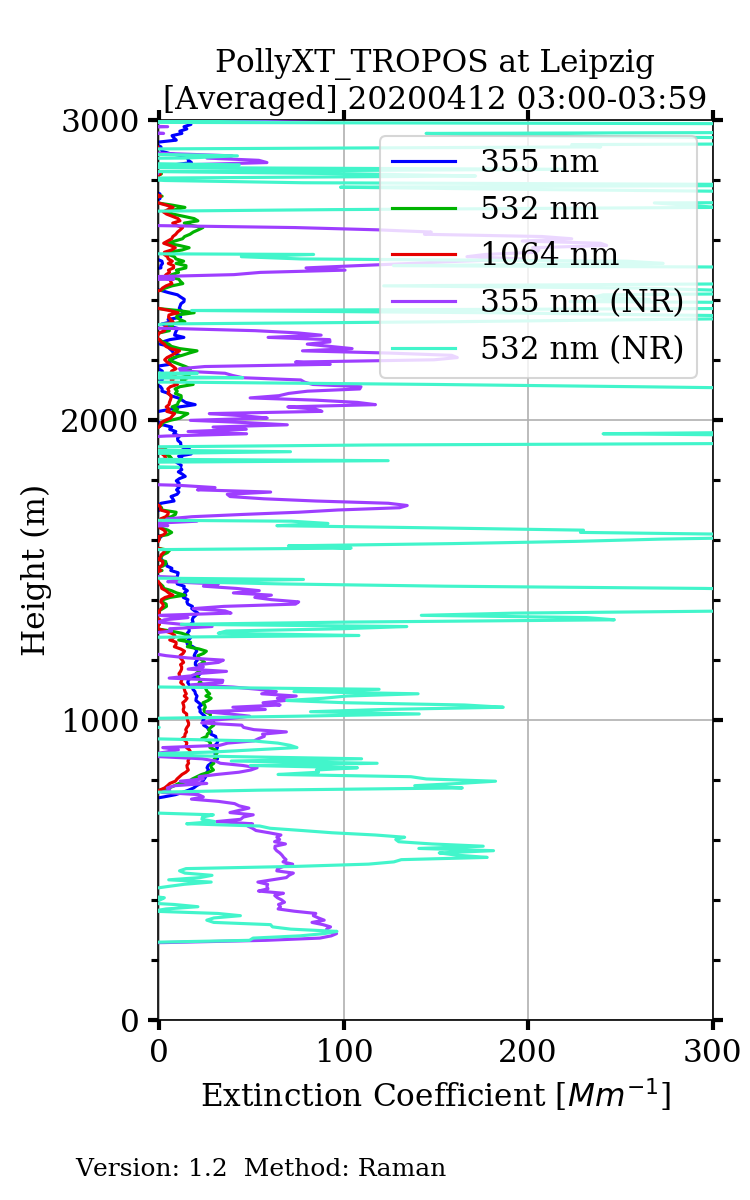 PollyXT_TROPOS at Leipzig
[Averaged] 20200412 03:00-03:59
3000
2000
1000
0
Height (m)
355 nm
532 nm
1064 nm
355 nm (NR)
532 nm (NR)
0 100 200 300
Extinction Coefficient [Mm⁻¹]
Version: 1.2 Method: Raman